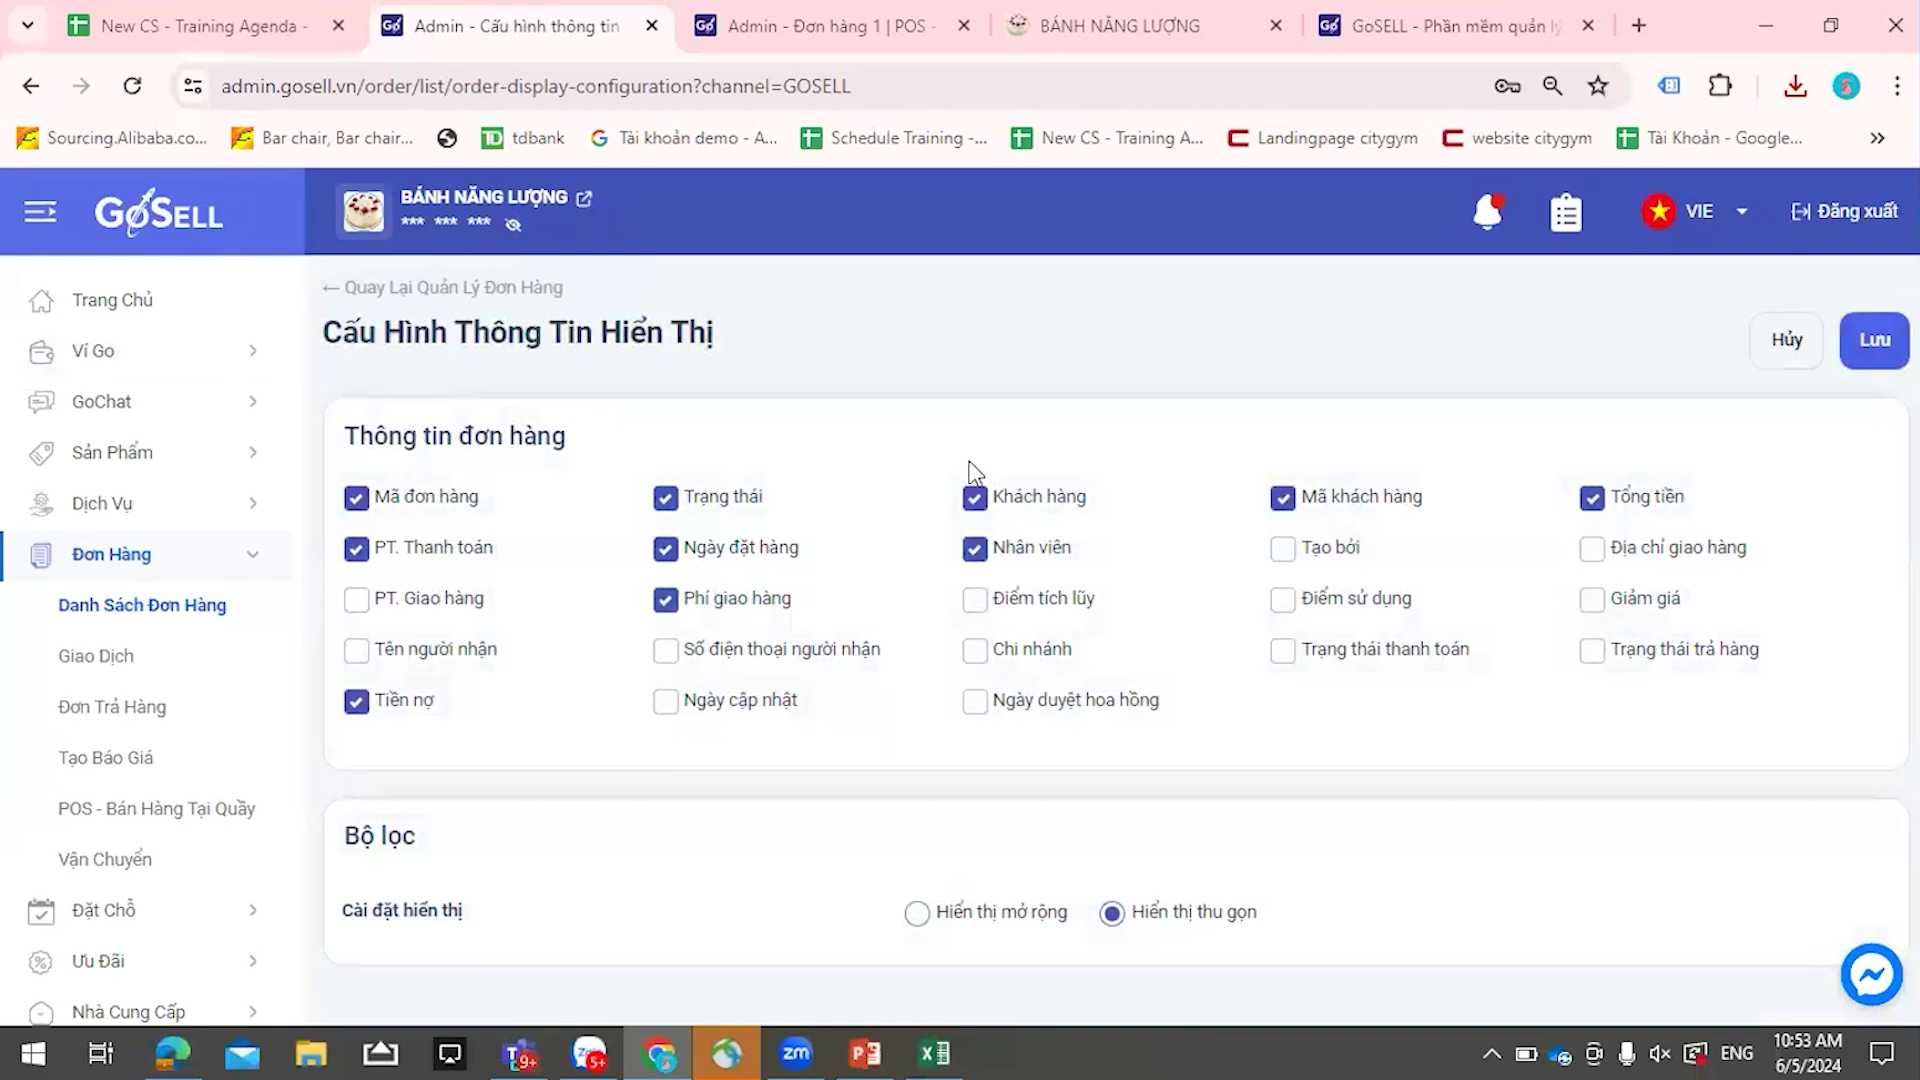 New CS - Training Agenda -
Admin - Cấu hình thông tin
Admin - Đơn hàng 1 | POS -
BÁNH NĂNG LƯỢNG
GoSELL - Phần mềm quản lý
admin.gosell.vn/order/list/order-display-configuration?channel=GOSELL
Sourcing.Alibaba.co...
Bar chair, Bar chair...
tdbank
Tài khoản demo - A...
Schedule Training -...
New CS - Training A...
Landingpage citygym
website citygym
Tài Khoản - Google...
GoSELL
BÁNH NĂNG LƯỢNG
*** *** ***
VIE
Đăng xuất
Trang Chủ
Ví Go
GoChat
Sản Phẩm
Dịch Vụ
Đơn Hàng
Danh Sách Đơn Hàng
Giao Dịch
Đơn Trả Hàng
Tạo Báo Giá
POS - Bán Hàng Tại Quầy
Vận Chuyển
Đặt Chỗ
Ưu Đãi
Nhà Cung Cấp
← Quay Lại Quản Lý Đơn Hàng
Cấu Hình Thông Tin Hiển Thị
Hủy
Lưu
Thông tin đơn hàng
Mã đơn hàng
Trạng thái
Khách hàng
Mã khách hàng
Tổng tiền
PT. Thanh toán
Ngày đặt hàng
Nhân viên
Tạo bởi
Địa chỉ giao hàng
PT. Giao hàng
Phí giao hàng
Điểm tích lũy
Điểm sử dụng
Giảm giá
Tên người nhận
Số điện thoại người nhận
Chi nhánh
Trạng thái thanh toán
Trạng thái trả hàng
Tiền nợ
Ngày cập nhật
Ngày duyệt hoa hồng
Bộ lọc
Cài đặt hiển thị
Hiển thị mở rộng
Hiển thị thu gọn
9+
5+
zm
ENG
10:53 AM
6/5/2024